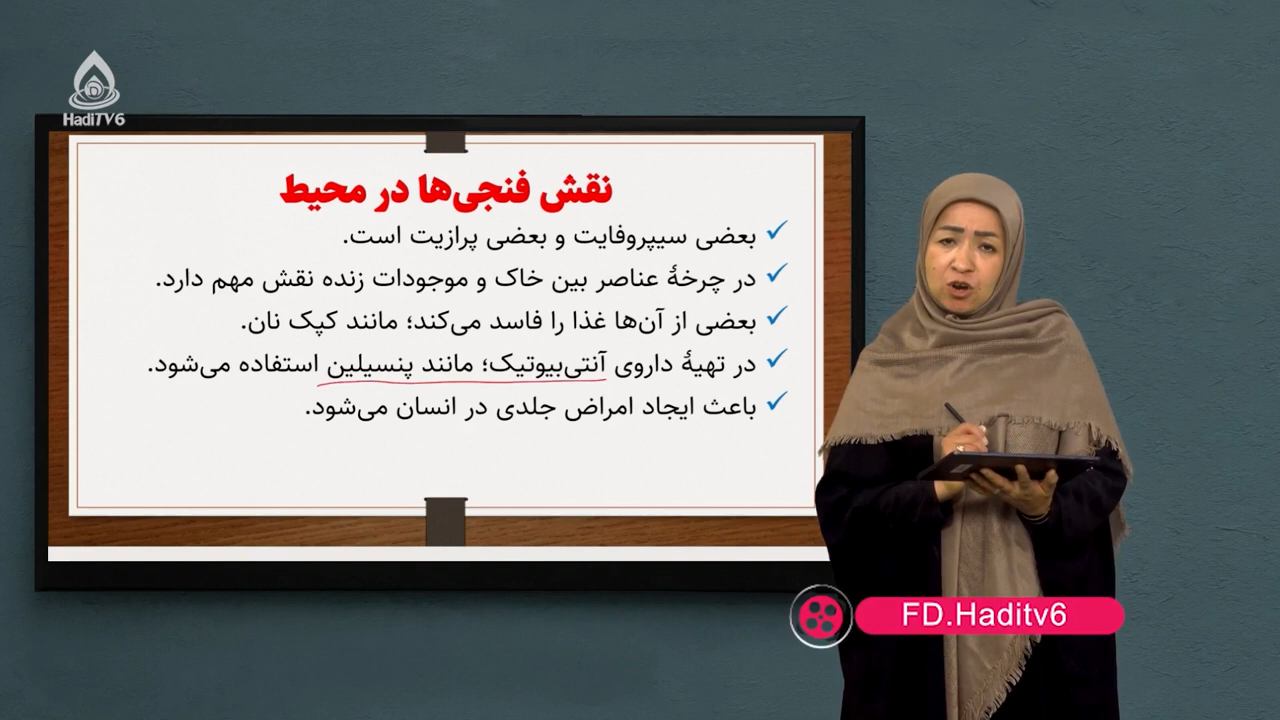 HadiTV6
نقش فنجی‌ها در محیط
بعضی سیپروفایت و بعضی پرازیت است.
در چرخهٔ عناصر بین خاک و موجودات زنده نقش مهم دارد.
بعضی از آن‌ها غذا را فاسد می‌کند؛ مانند کپک نان.
در تهیهٔ داروی آنتی‌بیوتیک؛ مانند پنسیلین استفاده می‌شود.
باعث ایجاد امراض جلدی در انسان می‌شود.
FD.Haditv6